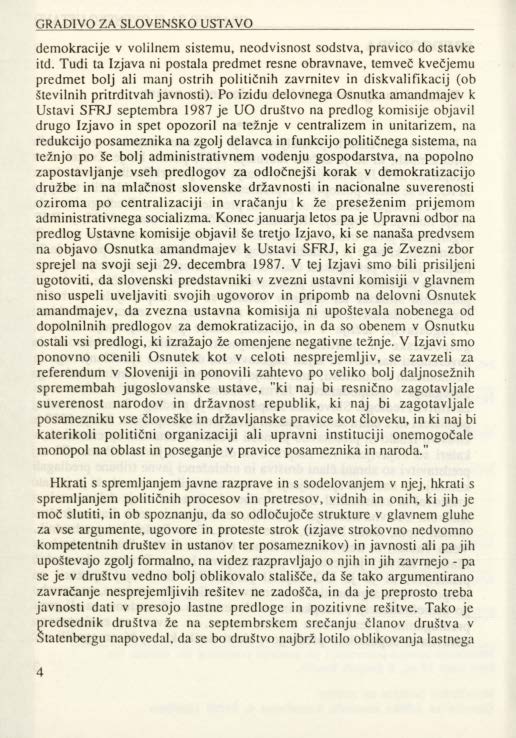 GRADIVO ZA SLOVENSKO USTAVO
demokracije v volilnem sistemu, neodvisnost sodstva, pravico do stavke
itd. Tudi ta Izjava ni postala predmet resne obravnave, temveč kvečjemu
predmet bolj ali manj ostrih političnih zavrnitev in diskvalifikacij (ob
številnih pritrditvah javnosti). Po izidu delovnega Osnutka amandmajev k
Ustavi SFRJ septembra 1987 je UO društvo na predlog komisije objavil
drugo Izjavo in spet opozoril na težnje v centralizem in unitarizem, na
redukcijo posameznika na zgolj delavca in funkcijo političnega sistema, na
težnjo po še bolj administrativnem vodenju gospodarstva, na popolno
zapostavljanje vseh predlogov za odločnejši korak v demokratizacijo
družbe in na mlačnost slovenske državnosti in nacionalne suverenosti
oziroma po centralizaciji in vračanju k že preseženim prijemom
administrativnega socializma. Konec januarja letos pa je Upravni odbor na
predlog Ustavne komisije objavil še tretjo Izjavo, ki se nanaša predvsem
na objavo Osnutka amandmajev k Ustavi SFRJ, ki ga je Zvezni zbor
sprejel na svoji seji 29. decembra 1987. V tej Izjavi smo bili prisiljeni
ugotoviti, da slovenski predstavniki v zvezni ustavni komisiji v glavnem
niso uspeli uveljaviti svojih ugovorov in pripomb na delovni Osnutek
amandmajev, da zvezna ustavna komisija ni upoštevala nobenega od
dopolnilnih predlogov za demokratizacijo, in da so obenem v Osnutku
ostali vsi predlogi, ki izražajo že omenjene negativne težnje. V Izjavi smo
ponovno ocenili Osnutek kot v celoti nesprejemljiv, se zavzeli za
referendum v Sloveniji in ponovili zahtevo po veliko bolj daljnosežnih
spremembah jugoslovanske ustave, "ki naj bi resnično zagotavljale
suverenost narodov in državnost republik, ki naj bi zagotavljale
posamezniku vse človeške in državljanske pravice kot človeku, in ki naj bi
katerikoli politični organizaciji ali upravni instituciji onemogočale
monopol na oblast in poseganje v pravice posameznika in naroda."
Hkrati s spremljanjem javne razprave in s sodelovanjem v njej, hkrati s
spremljanjem političnih procesov in pretresov, vidnih in onih, ki jih je
moč slutiti, in ob spoznanju, da so odločujoče strukture v glavnem gluhe
za vse argumente, ugovore in proteste strok (izjave strokovno nedvomno
kompetentnih društev in ustanov ter posameznikov) in javnosti ali pa jih
upoštevajo zgolj formalno, na videz razpravljajo o njih in jih zavrnejo - pa
se je v društvu vedno bolj oblikovalo stališče, da še tako argumentirano
zavračanje nesprejemljivih rešitev ne zadošča, in da je preprosto treba
javnosti dati v presojo lastne predloge in pozitivne rešitve. Tako je
predsednik društva že na septembrskem srečanju članov društva v
Štatenbergu napovedal, da se bo društvo najbrž lotilo oblikovanja lastnega
4